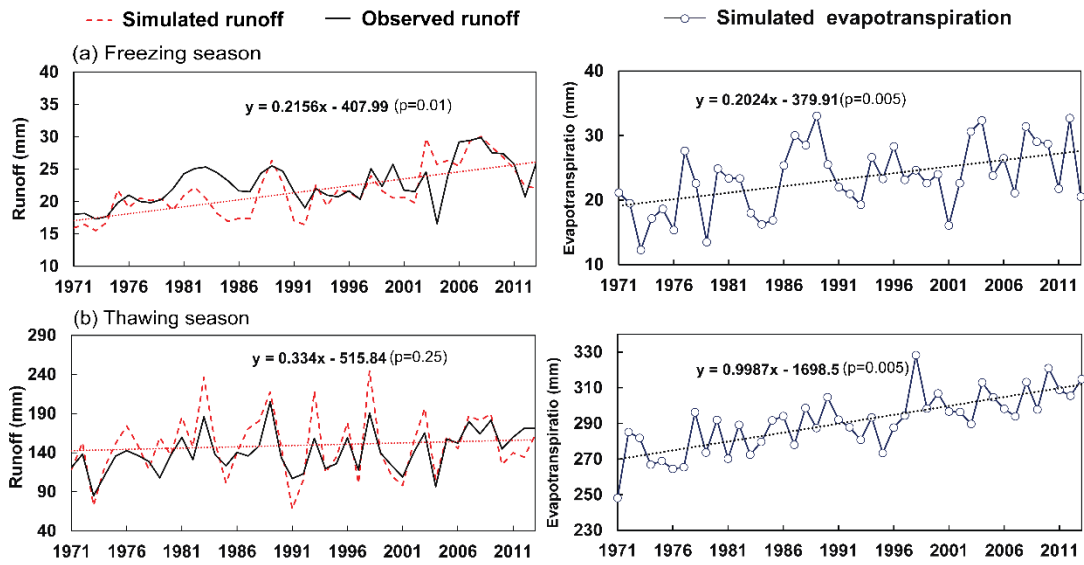 Simulated runoff
Observed runoff
Simulated evapotranspiration
(a) Freezing season
Runoff (mm)
40
35
30
25
20
15
10
y = 0.2156x - 407.99 (p=0.01)
1971 1976 1981 1986 1991 1996 2001 2006 2011
Evapotranspiratio (mm)
40
30
20
10
y = 0.2024x - 379.91 (p=0.005)
1971 1976 1981 1986 1991 1996 2001 2006 2011
(b) Thawing season
Runoff (mm)
290
240
190
140
90
40
y = 0.334x - 515.84 (p=0.25)
1971 1976 1981 1986 1991 1996 2001 2006 2011
Evapotranspiratio (mm)
330
310
290
270
250
230
y = 0.9987x - 1698.5 (p=0.005)
1971 1976 1981 1986 1991 1996 2001 2006 2011